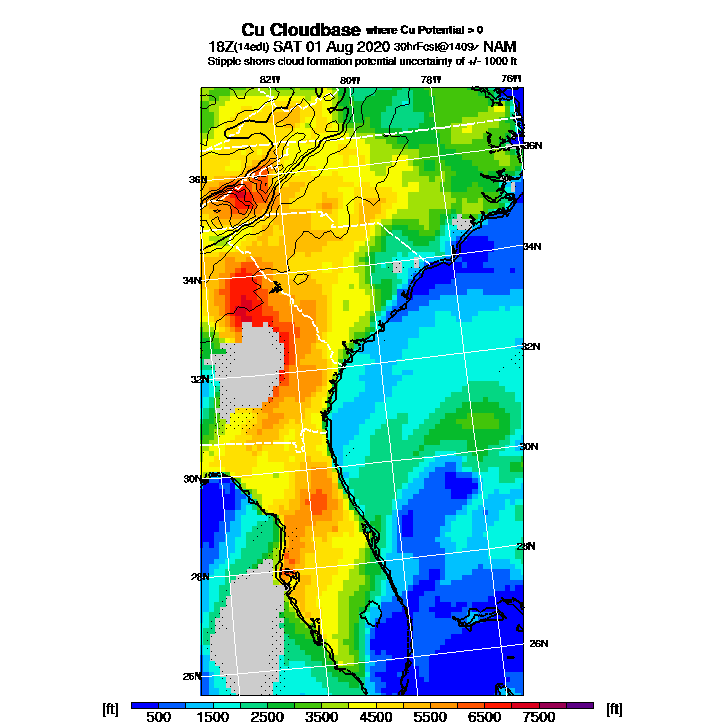 Cu Cloudbase where Cu Potential > 0
18Z(14edt) SAT 01 Aug 2020 39hrFcst@1409z NAM
Stipple shows cloud formation potential uncertainty of +/- 1000 ft
82W 80W 78W 76W
36N 36N
34N 34N
32N 32N
30N 30N
28N 28N
26N 26N
[ft] 500 1500 2500 3500 4500 5500 6500 7500 [ft]